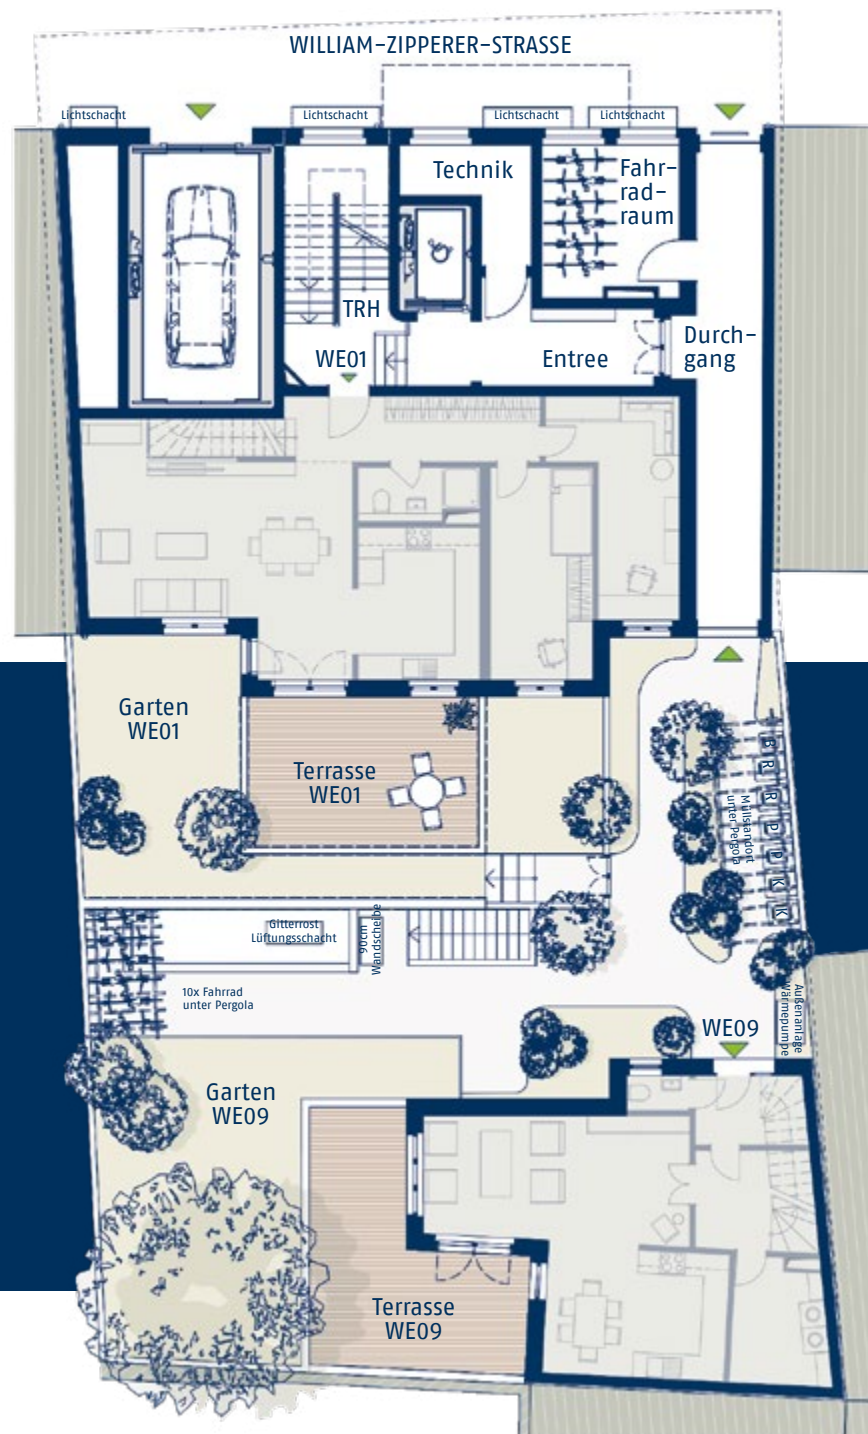 WILLIAM-ZIPPERER-STRASSE
Lichtschacht
Lichtschacht
Lichtschacht
Lichtschacht
Technik
Fahr-
rad-
raum
TRH
WE01
Entree
Durch-
gang
Garten
WE01
Terrasse
WE01
Müllstandort
unter Pergola
B
R
R
P
P
K
K
Gitterrost
Lüftungsschacht
90cm
Wandscheibe
10x Fahrrad
unter Pergola
WE09
Außenanlage
Wärmepumpe
Garten
WE09
Terrasse
WE09